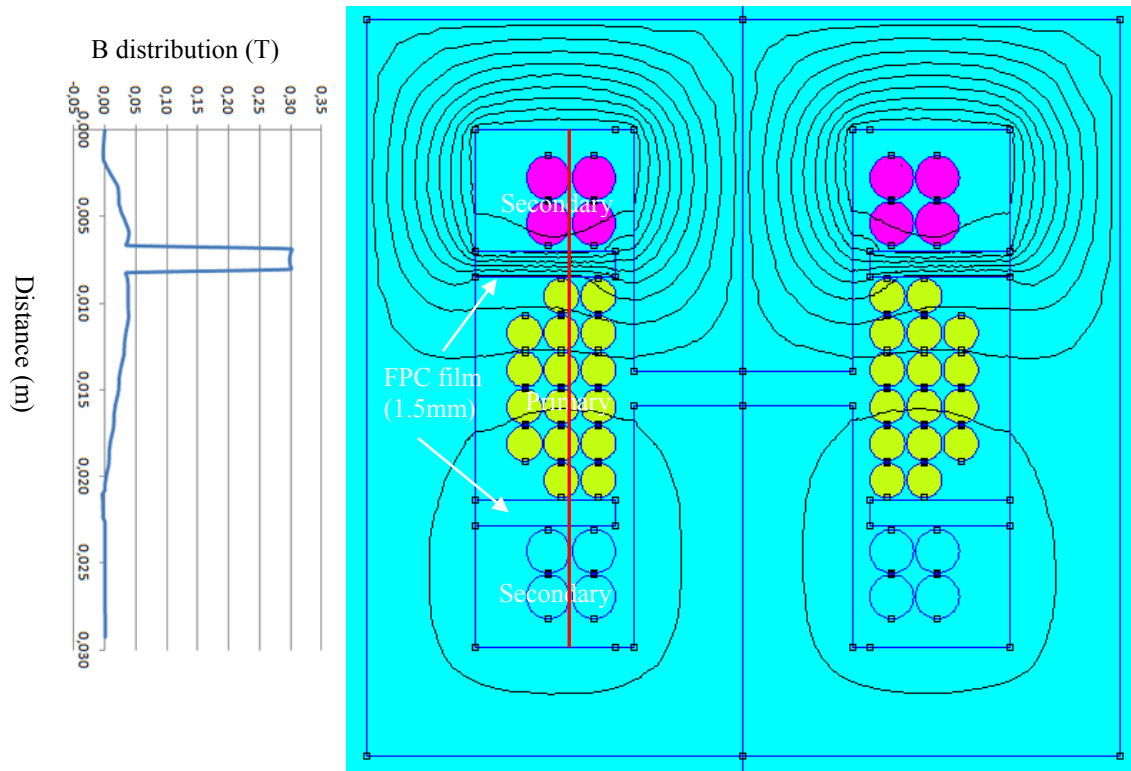 B distribution (T)
-0,05 0,00 0,05 0,10 0,15 0,20 0,25 0,30 0,35
0,000
0,005
0,010
0,015
0,020
0,025
0,030
Distance (m)
Secondary
FPC film
(1.5mm)
Primary
Secondary